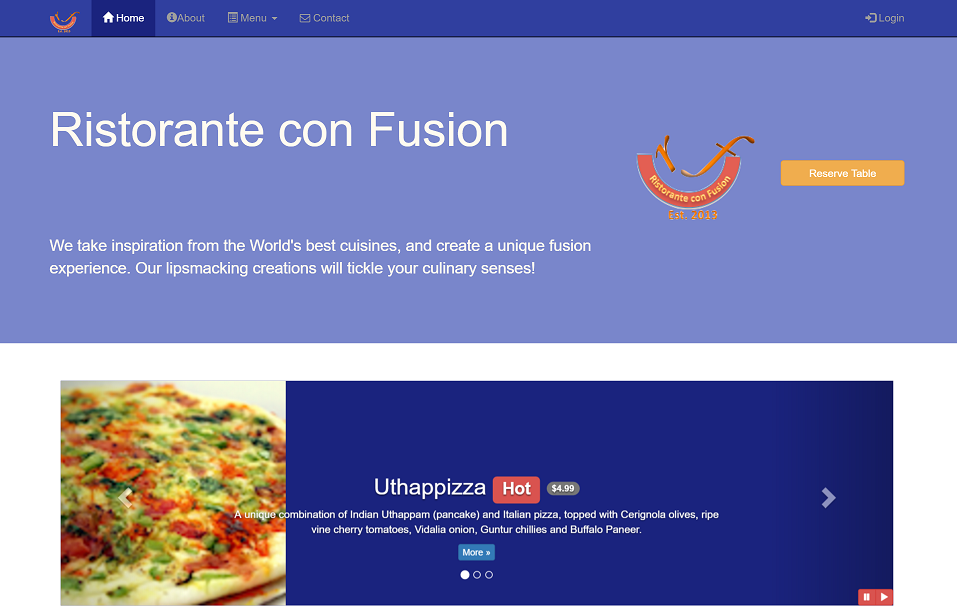 Home About Menu Contact Login
Ristorante con Fusion
Ristorante con Fusion
Est. 2015
Reserve Table
We take inspiration from the World's best cuisines, and create a unique fusion
experience. Our lipsmacking creations will tickle your culinary senses!
Uthappizza Hot $4.99
A unique combination of Indian Uthappam (pancake) and Italian pizza, topped with Cerignola olives, ripe
vine cherry tomatoes, Vidalia onion, Guntur chillies and Buffalo Paneer.
More »